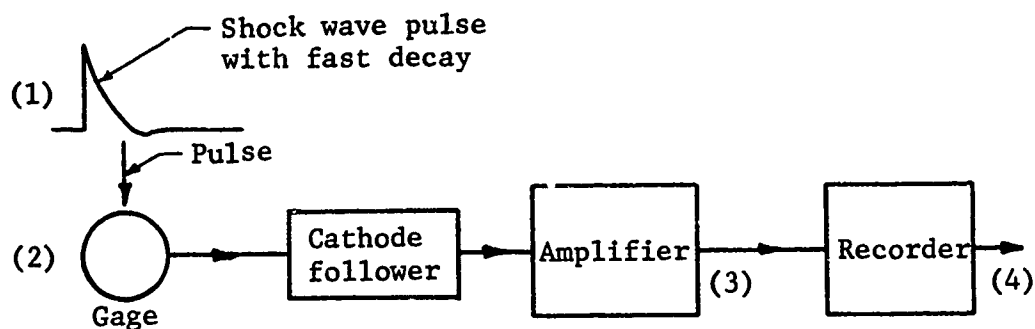 Shock wave pulse
with fast decay
(1)
Pulse
(2)
Gage
Cathode
follower
Amplifier
(3)
Recorder
(4)